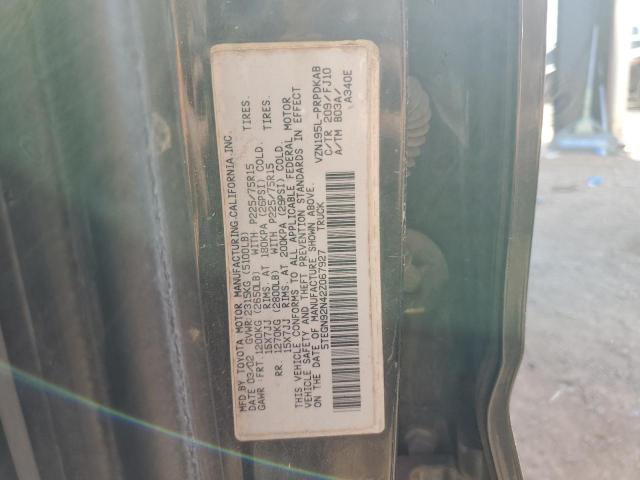 MFD BY TOYOTA MOTOR MANUFACTURING CALIFORNIA INC.
DATE 03/02 GVWR 2315KG (5100LB)
GAWR : FRT 1200KG (2650LB) WITH P225/75R15 TIRES.
15X7JJ RIMS. AT 180KPA (26PSI) COLD.
RR. 1270KG (2800LB) WITH P225/75R15 TIRES.
15X7JJ RIMS. AT 200KPA (29PSI) COLD.
THIS VEHICLE CONFORMS TO ALL APPLICABLE FEDERAL MOTOR
VEHICLE SAFETY AND THEFT PREVENTION STANDARDS IN EFFECT
ON THE DATE OF MANUFACTURE SHOWN ABOVE.
5TEGN92N42Z067927 TRUCK
VZN195L-PRPDKAB
C/TR 209/FJ10
A/TM B03A/
A340E